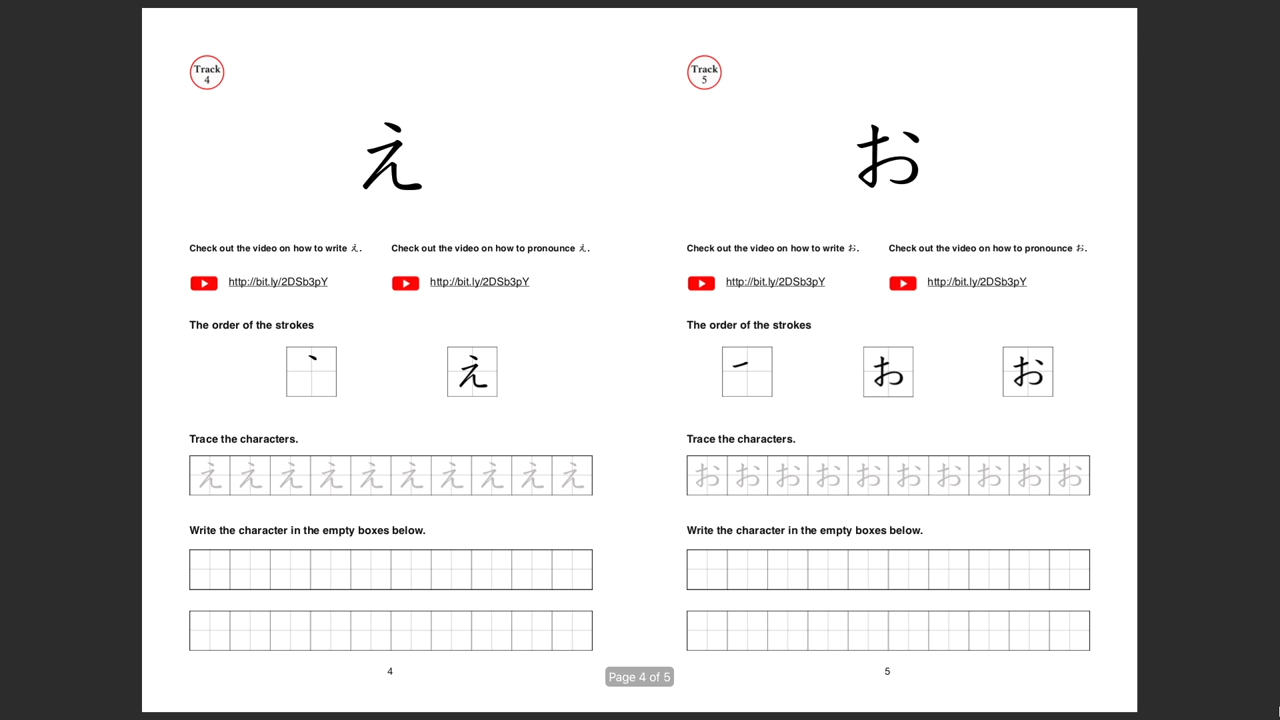 Track
4
え
Check out the video on how to write え.
Check out the video on how to pronounce え.
http://bit.ly/2DSb3pY
http://bit.ly/2DSb3pY
The order of the strokes
え
Trace the characters.
え え え え え え え え え え
Write the character in the empty boxes below.
4
Track
5
お
Check out the video on how to write お.
Check out the video on how to pronounce お.
http://bit.ly/2DSb3pY
http://bit.ly/2DSb3pY
The order of the strokes
お お
Trace the characters.
お お お お お お お お お お
Write the character in the empty boxes below.
5
Page 4 of 5